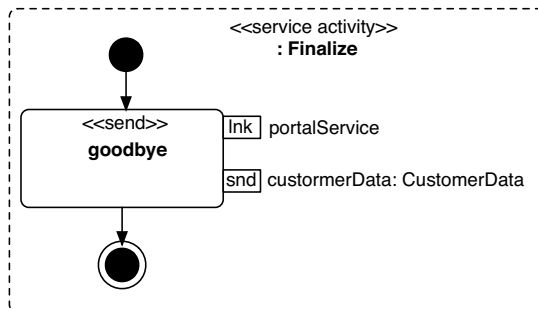 <<service activity>>
: Finalize
<<send>>
goodbye
lnk portalService
snd custormerData: CustomerData